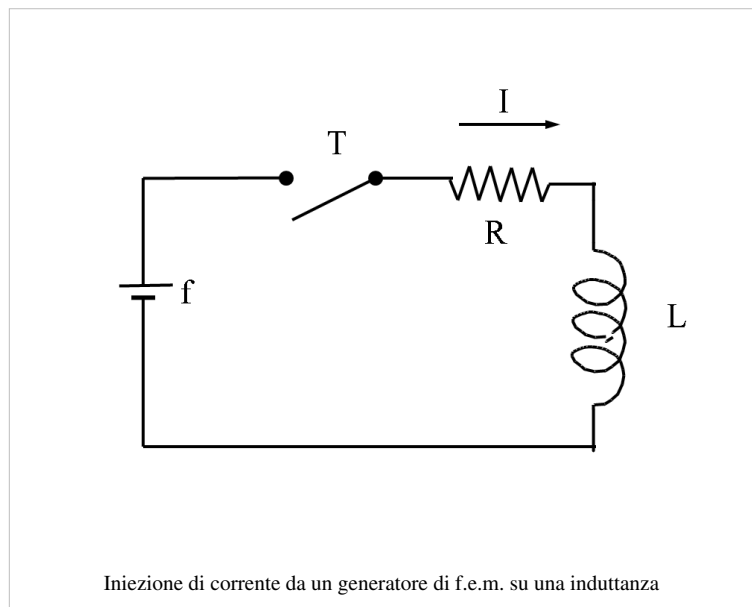 I
T
R
f
L
Iniezione di corrente da un generatore di f.e.m. su una induttanza